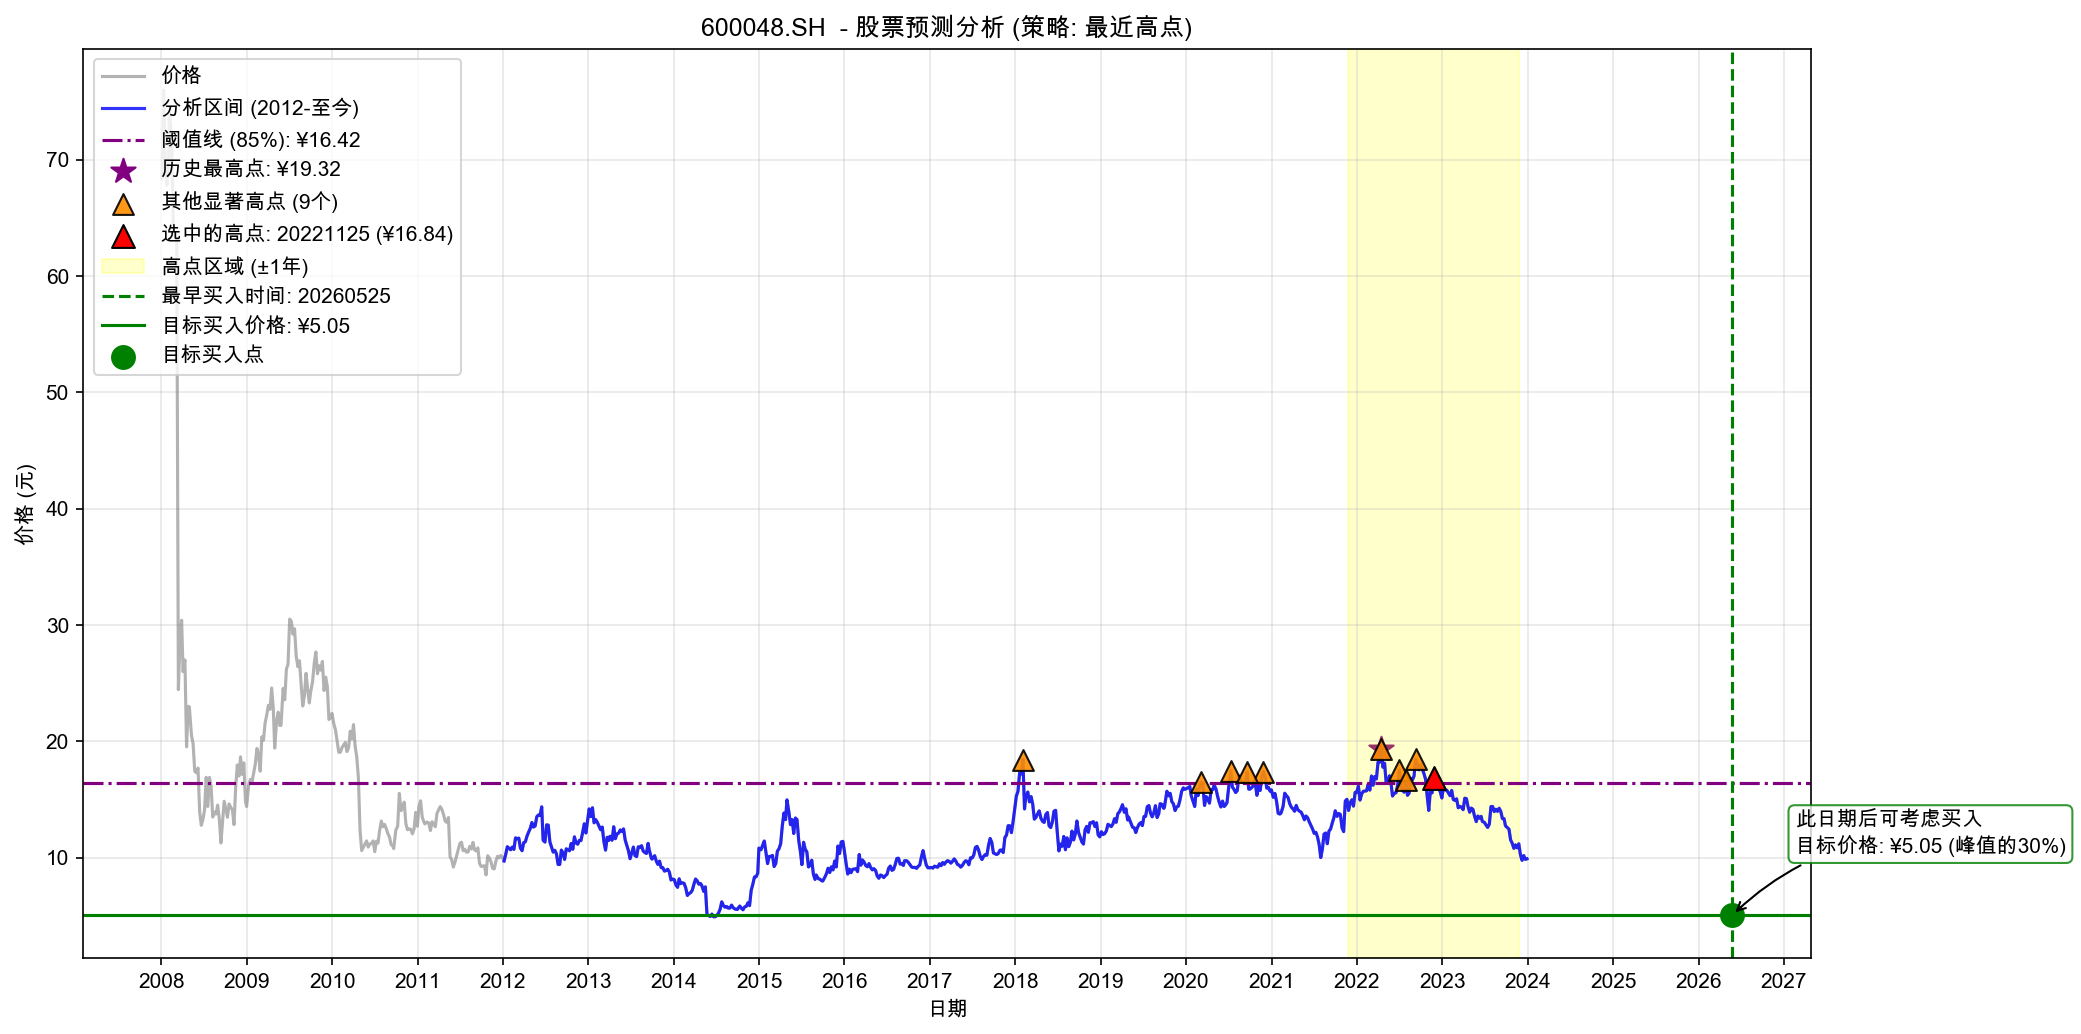 600048.SH - 股票预测分析 (策略: 最近高点)
价格
分析区间 (2012-至今)
阈值线 (85%): ¥16.42
历史最高点: ¥19.32
其他显著高点 (9个)
选中的高点: 20221125 (¥16.84)
高点区域 (±1年)
最早买入时间: 20260525
目标买入价格: ¥5.05
目标买入点
价格 (元)
70
60
50
40
30
20
10
此日期后可考虑买入
目标价格: ¥5.05 (峰值的30%)
2008 2009 2010 2011 2012 2013 2014 2015 2016 2017 2018 2019 2020 2021 2022 2023 2024 2025 2026 2027
日期